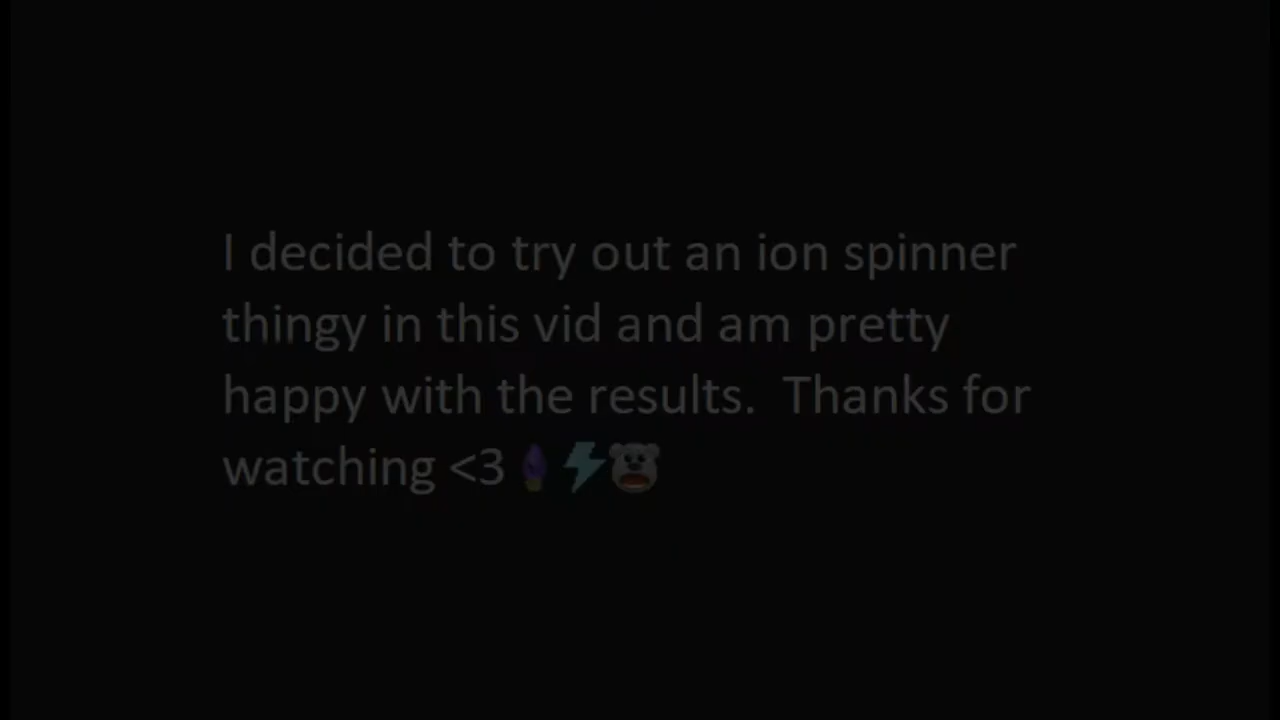 I decided to try out an ion spinner
thingy in this vid and am pretty
happy with the results.  Thanks for
watching <3